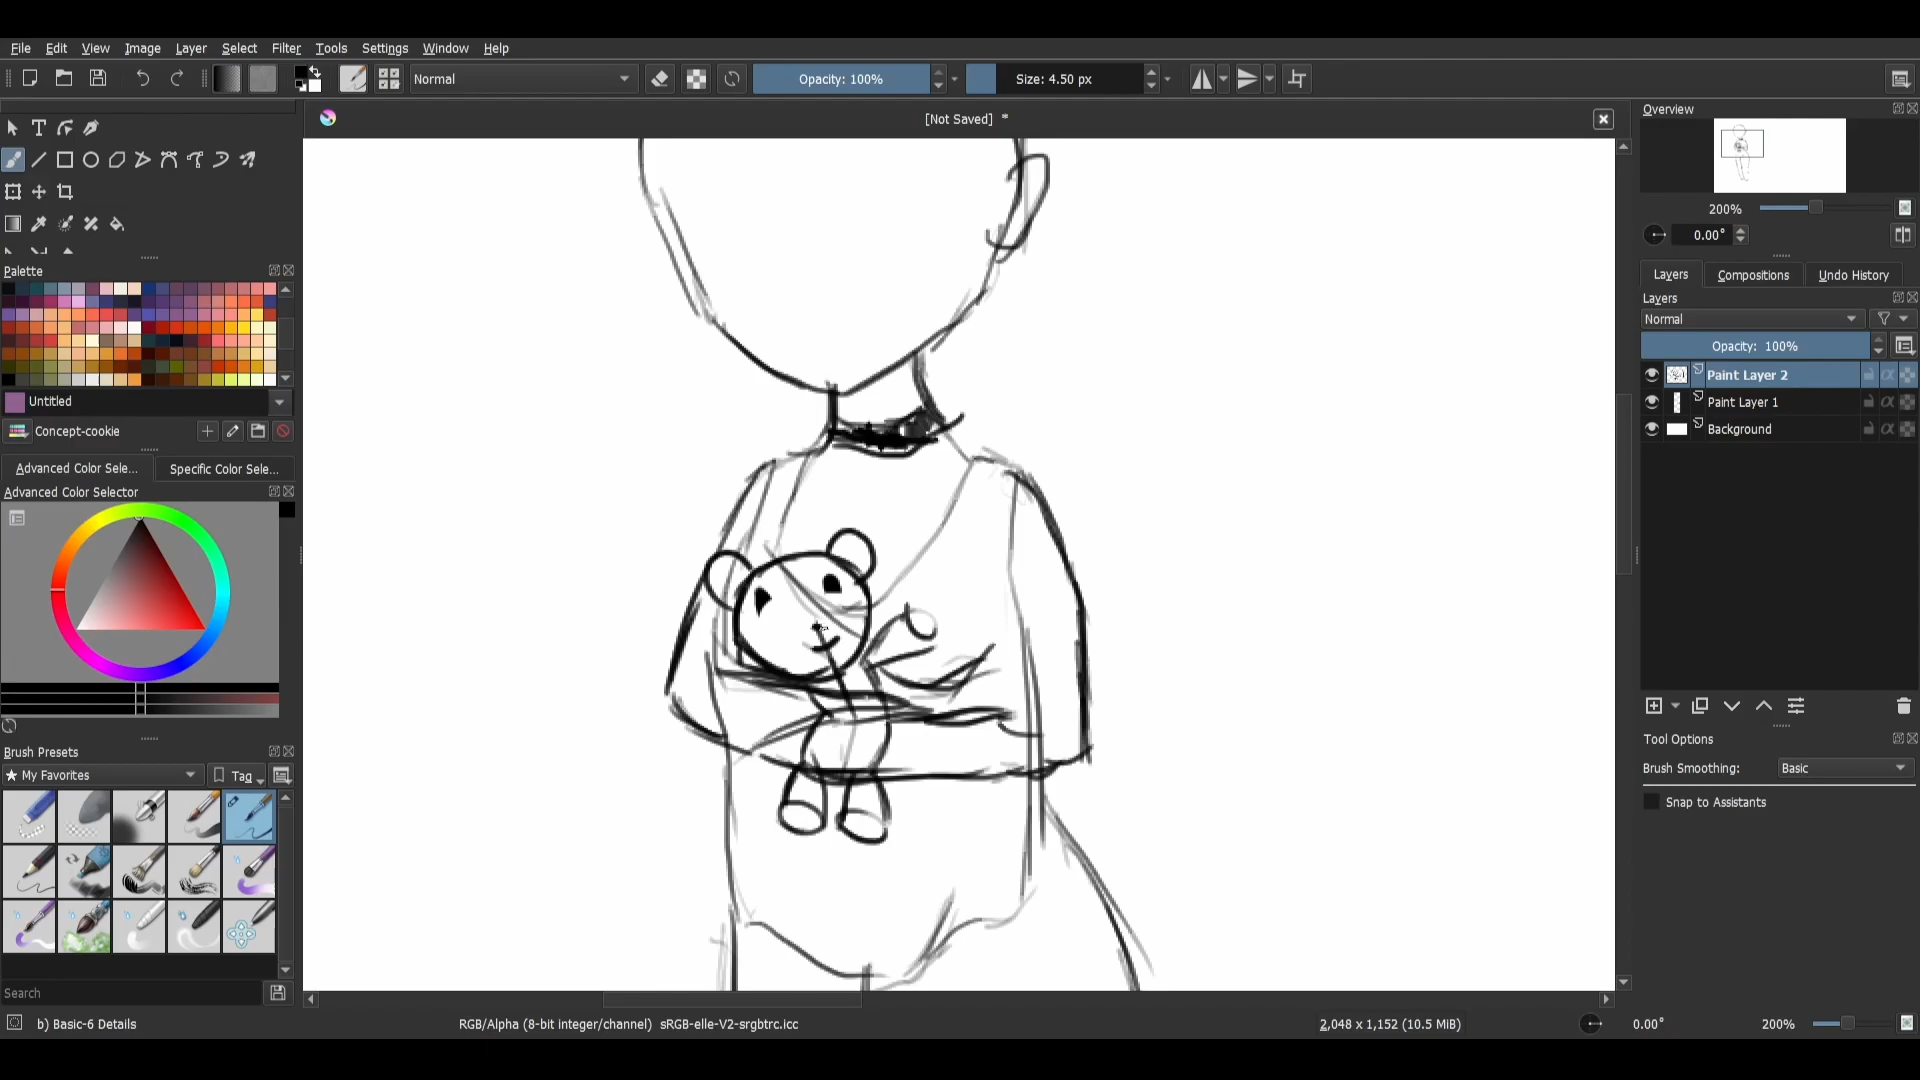 File Edit View Image Layer Select Filter Tools Settings Window Help
Normal Opacity: 100% Size: 4.50 px
[Not Saved] *
Overview
200%
0.00°
Palette
Untitled
Concept-cookie
Advanced Color Sele... Specific Color Sele...
Advanced Color Selector
Brush Presets
My Favorites Tag
Search
b) Basic-6 Details
Layers Compositions Undo History
Layers
Normal
Opacity: 100%
Paint Layer 2
Paint Layer 1
Background
Tool Options
Brush Smoothing: Basic
Snap to Assistants
RGB/Alpha (8-bit integer/channel) sRGB-elle-V2-srgbtrc.icc
2,048 x 1,152 (10.5 MiB)
0.00°
200%